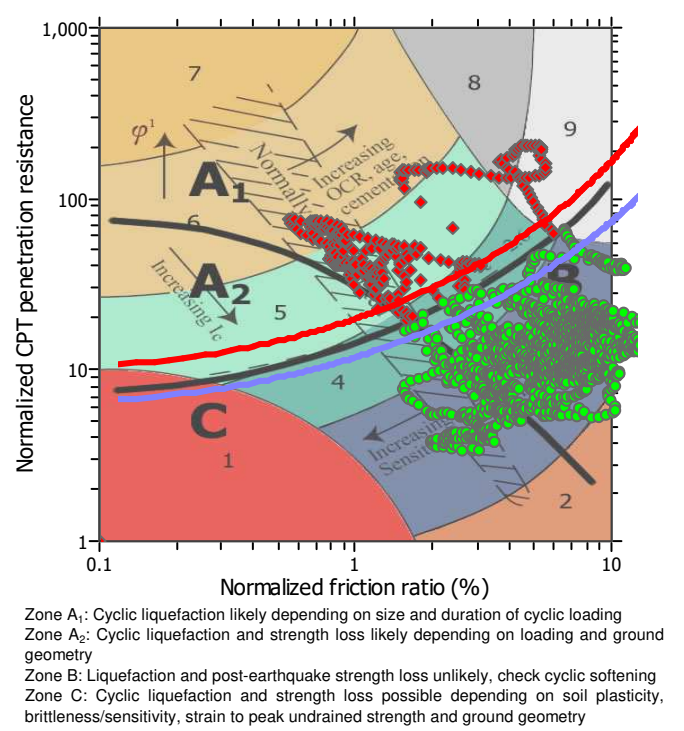 1,000
7
8
9
φ¹
Normally
Increasing
OCR, age,
cementation
A1
100
6
A2
Increasing Ic
5
B
10
4
C
Increasing
1
2
1
0.1
1
10
Normalized CPT penetration resistance
Normalized friction ratio (%)
Zone A1: Cyclic liquefaction likely depending on size and duration of cyclic loading
Zone A2: Cyclic liquefaction and strength loss likely depending on loading and ground
geometry
Zone B: Liquefaction and post-earthquake strength loss unlikely, check cyclic softening
Zone C: Cyclic liquefaction and strength loss possible depending on soil plasticity,
brittleness/sensitivity, strain to peak undrained strength and ground geometry